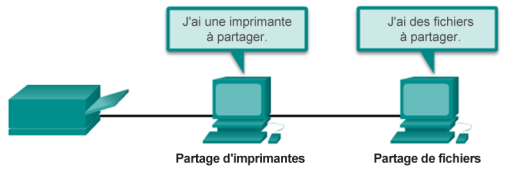 J'ai une imprimante
à partager.
J'ai des fichiers
à partager.
Partage d'imprimantes
Partage de fichiers